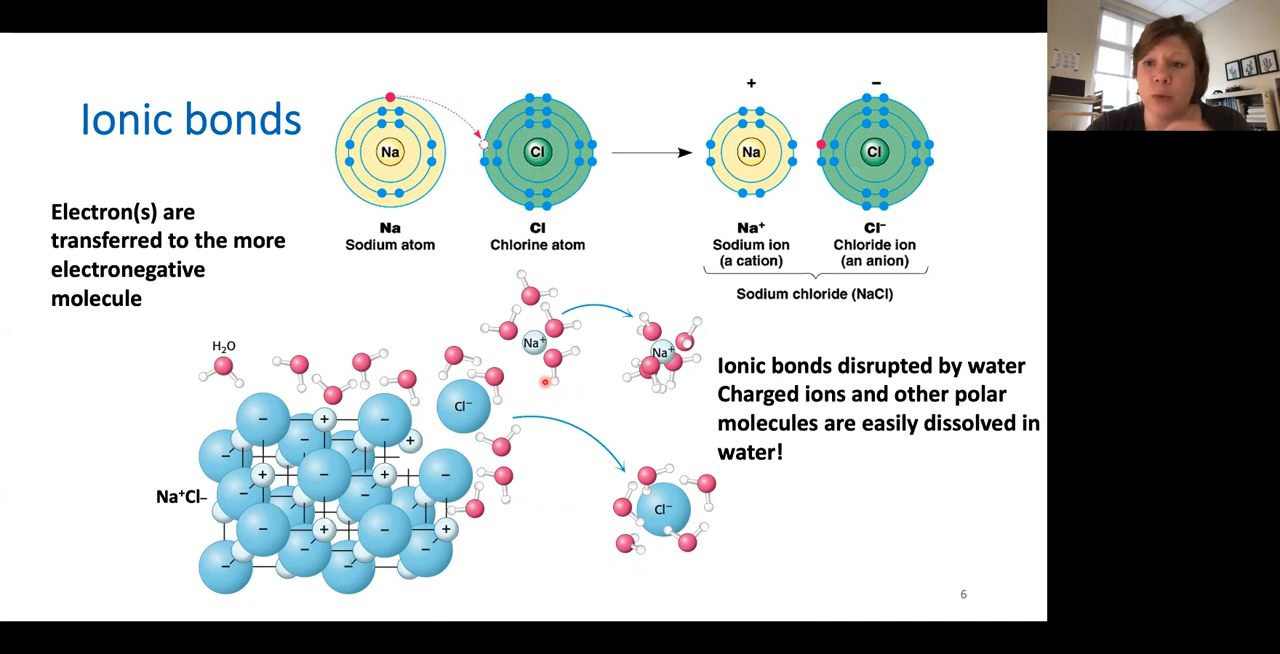 Ionic bonds
Electron(s) are
transferred to the more
electronegative
molecule
Na
Cl
+
Na
−
Cl
Na
Sodium atom
Cl
Chlorine atom
Na⁺
Sodium ion
(a cation)
Cl⁻
Chloride ion
(an anion)
Sodium chloride (NaCl)
H₂O
Na⁺
Na⁺
Cl⁻
Cl⁻
Na⁺Cl–
− + − − +
− + − + −
− − −
− + − +
− − − −
Ionic bonds disrupted by water
Charged ions and other polar
molecules are easily dissolved in
water!
6